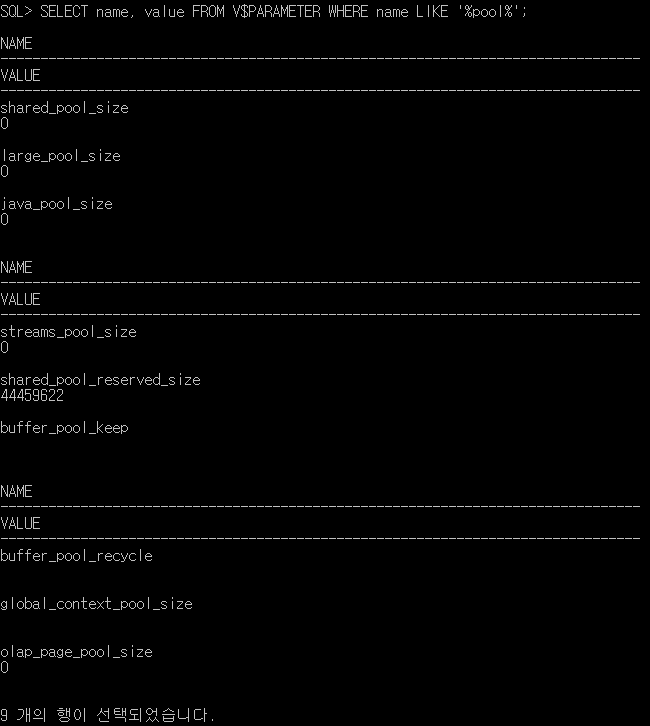 SQL> SELECT name, value FROM V$PARAMETER WHERE name LIKE '%pool%';
NAME
--------------------------------------------------------------------------------
VALUE
--------------------------------------------------------------------------------
shared_pool_size
0
large_pool_size
0
java_pool_size
0
NAME
--------------------------------------------------------------------------------
VALUE
--------------------------------------------------------------------------------
streams_pool_size
0
shared_pool_reserved_size
44459622
buffer_pool_keep
NAME
--------------------------------------------------------------------------------
VALUE
--------------------------------------------------------------------------------
buffer_pool_recycle
global_context_pool_size
olap_page_pool_size
0
9 개의 행이 선택되었습니다.